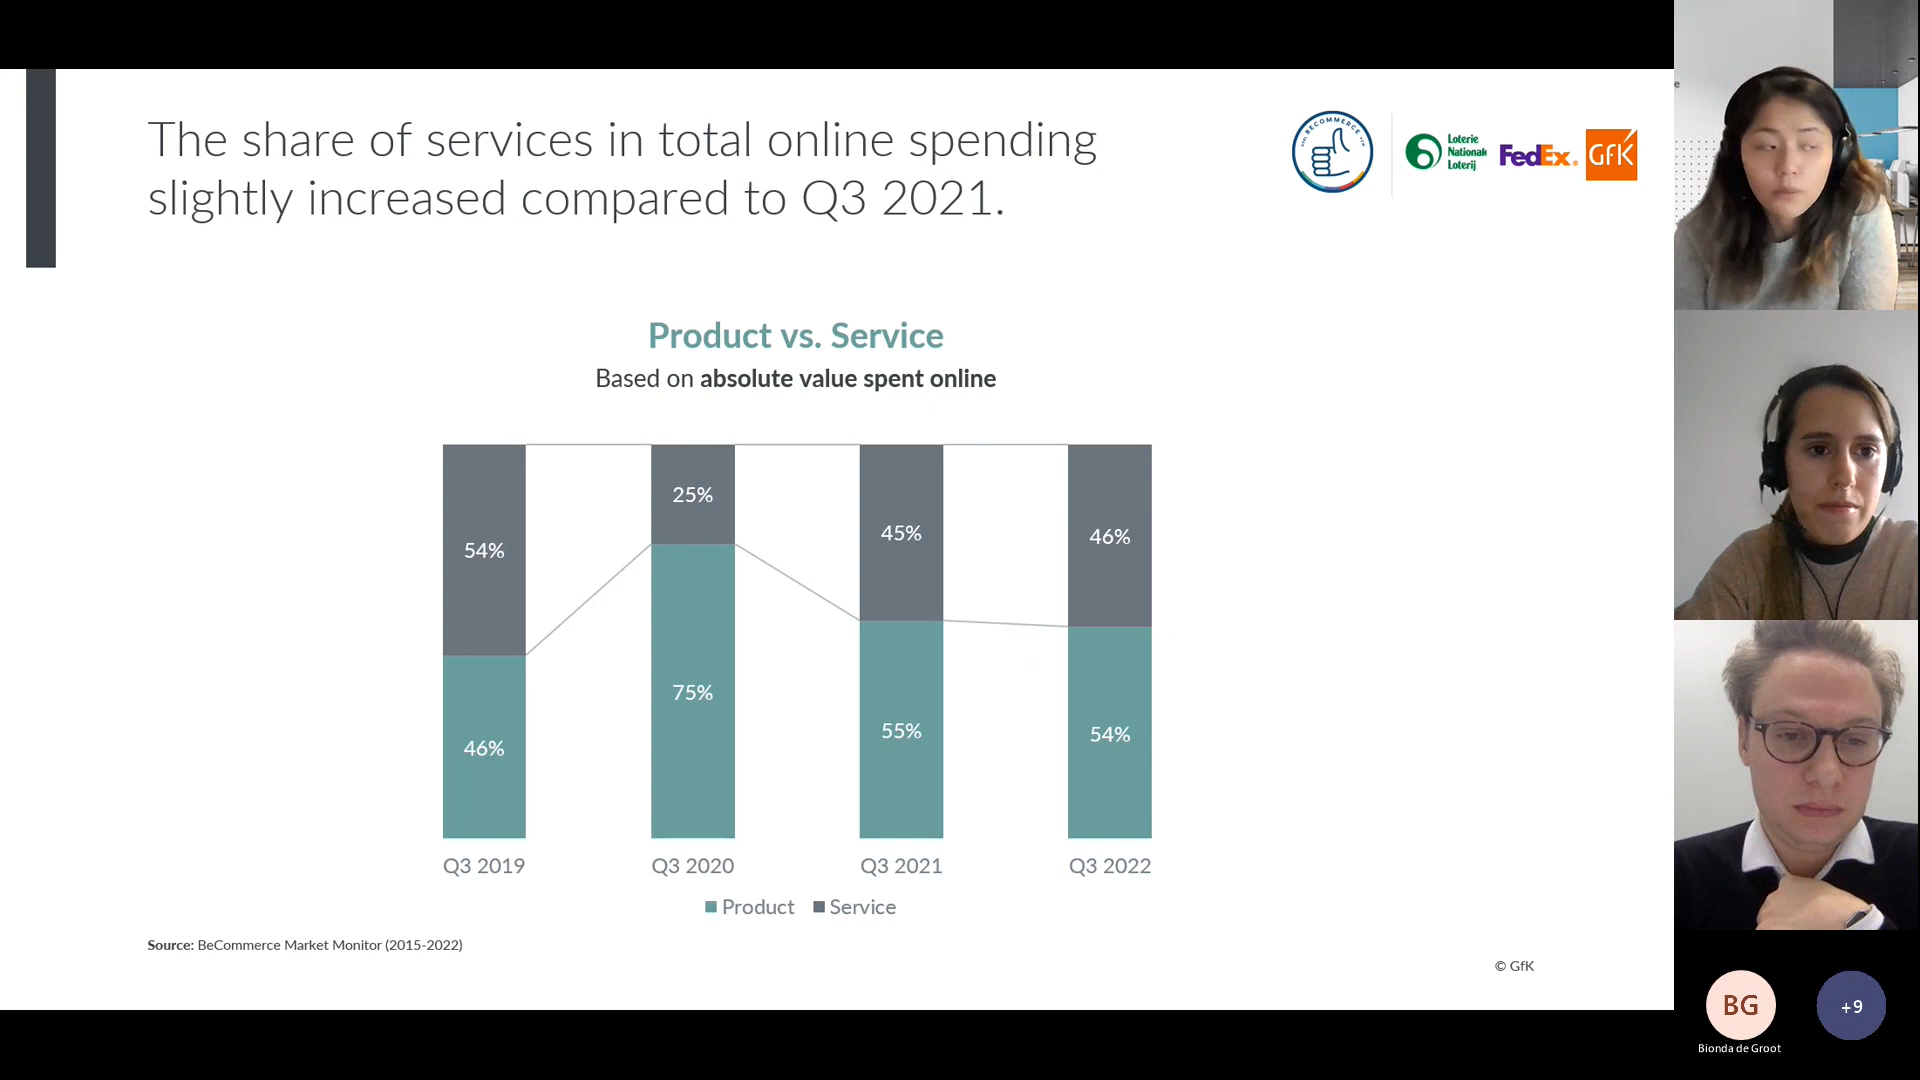 The share of services in total online spending
slightly increased compared to Q3 2021.
BECOMMERCE
Loterie
Nationale
Loterij
FedEx®
GfK
Product vs. Service
Based on absolute value spent online
54%
25%
45%
46%
46%
75%
55%
54%
Q3 2019
Q3 2020
Q3 2021
Q3 2022
Product
Service
Source: BeCommerce Market Monitor (2015-2022)
© GfK
e
BG
+9
Bionda de Groot